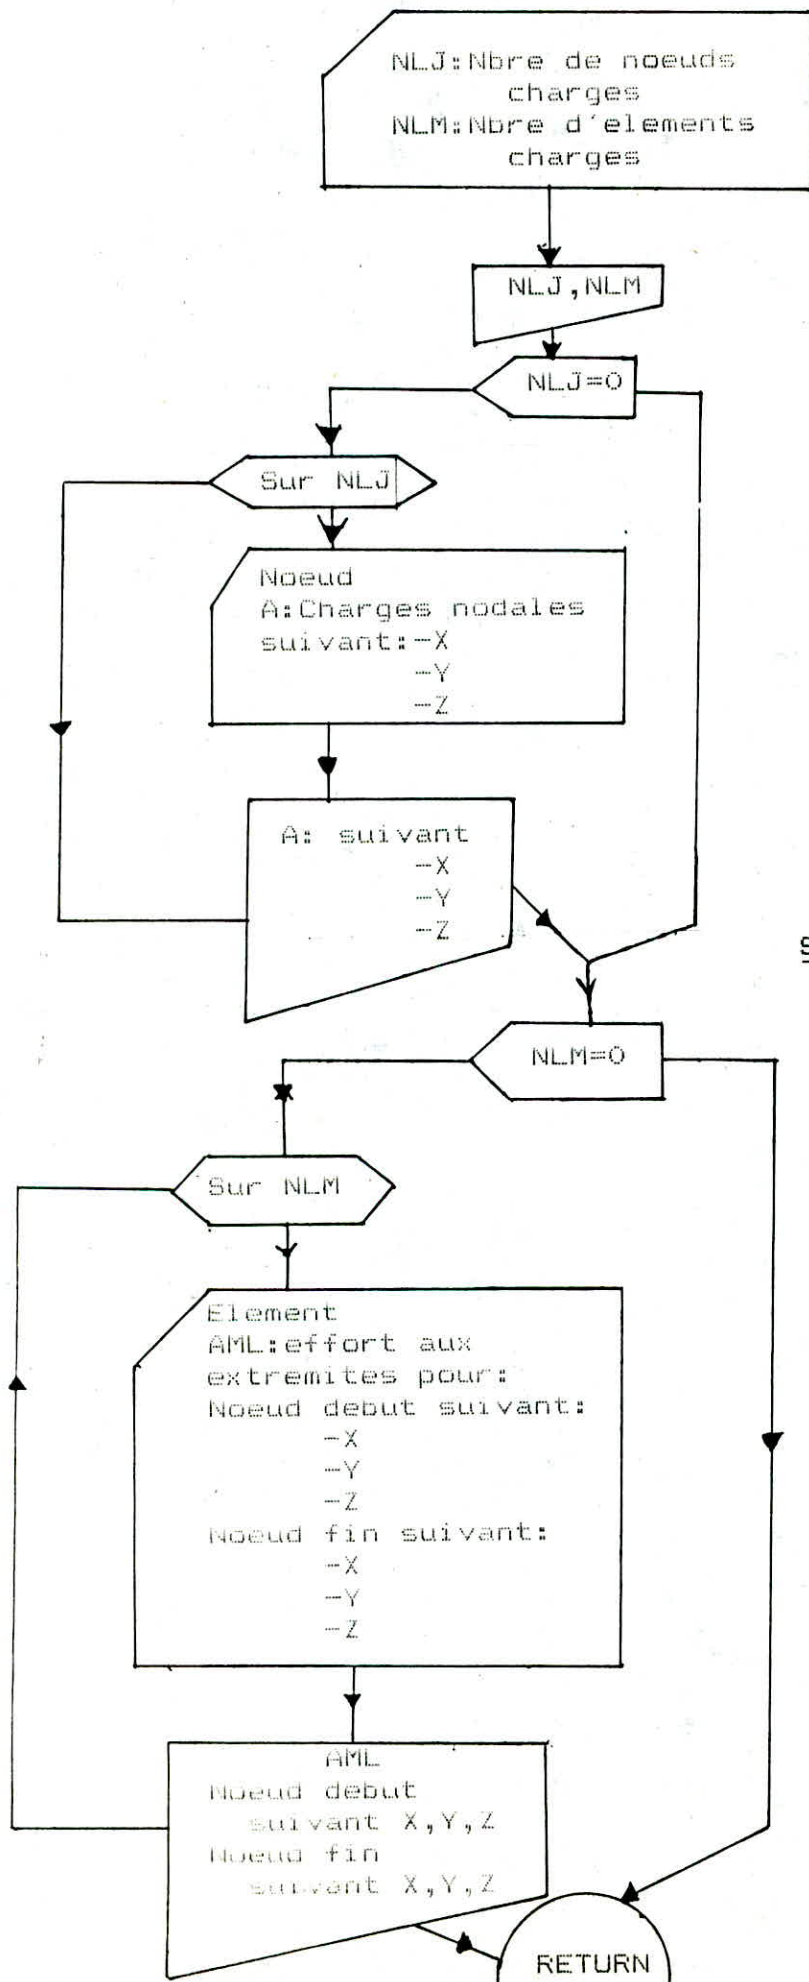 NLJ:Nbre de noeuds
charges
NLM:Nbre d'elements
charges
NLJ,NLM
NLJ=0
Sur NLJ
Noeud
A:Charges nodales
suivant:-X
-Y
-Z
A: suivant
-X
-Y
-Z
NLM=0
Sur NLM
Element
AML:effort aux
extremites pour:
Noeud debut suivant:
-X
-Y
-Z
Noeud fin suivant:
-X
-Y
-Z
AML
Noeud debut
suivant X,Y,Z
Noeud fin
suivant X,Y,Z
RETURN